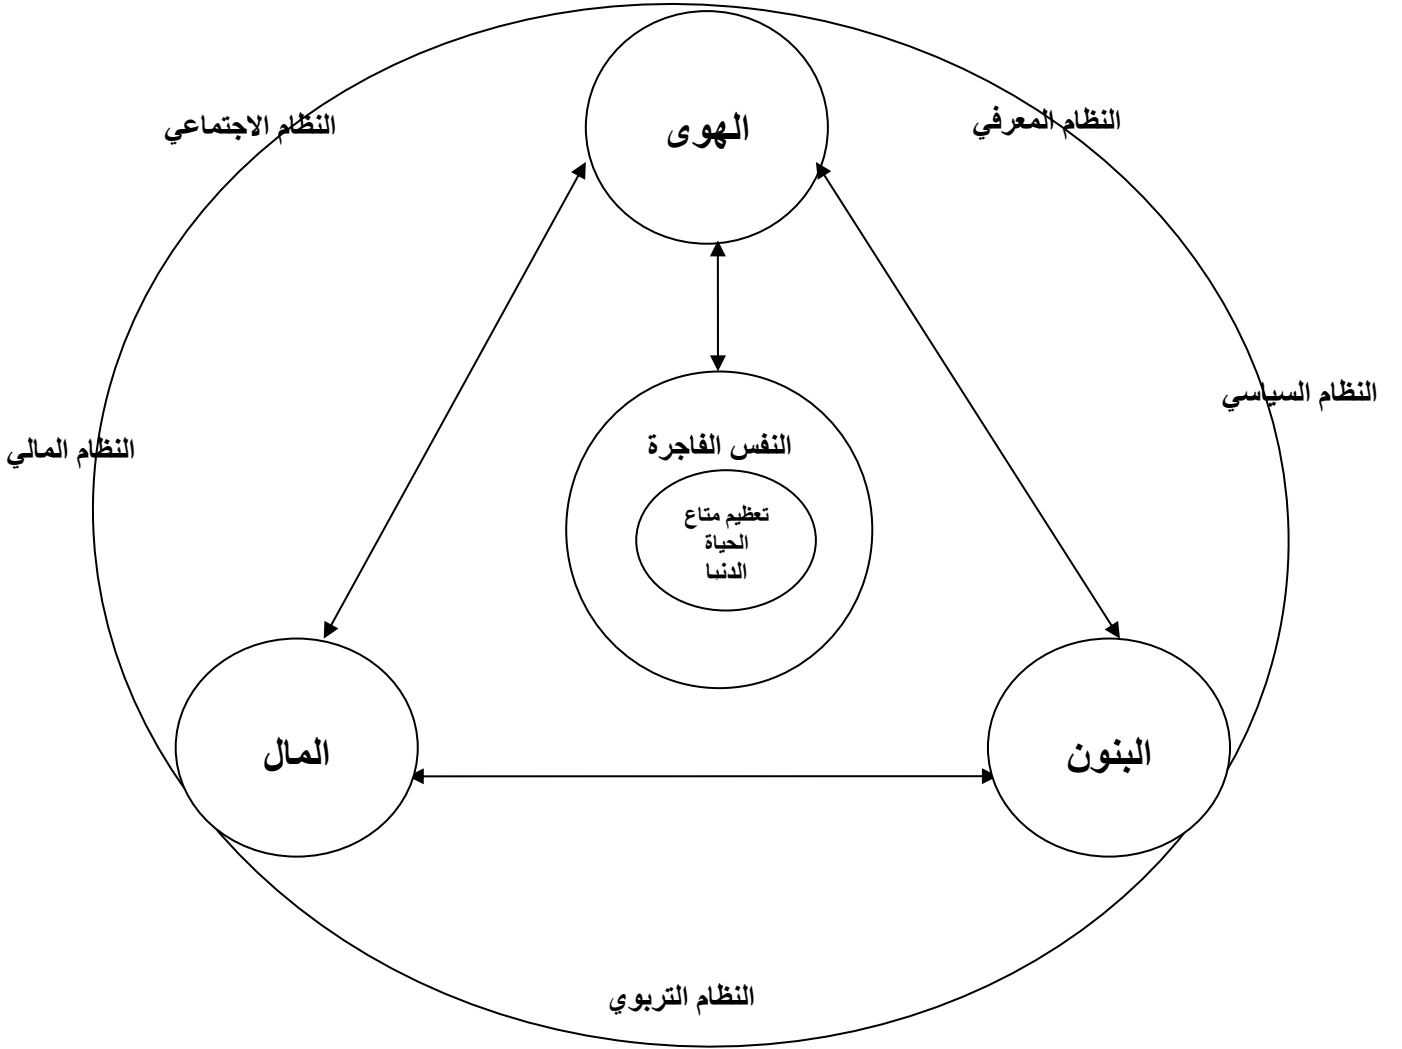 الهوى
النظام المعرفي
النظام الاجتماعي
النظام السياسي
النظام المالي
النفس الفاجرة
تعظيم متاع
الحياة
الدنيا
البنون
المال
النظام التربوي